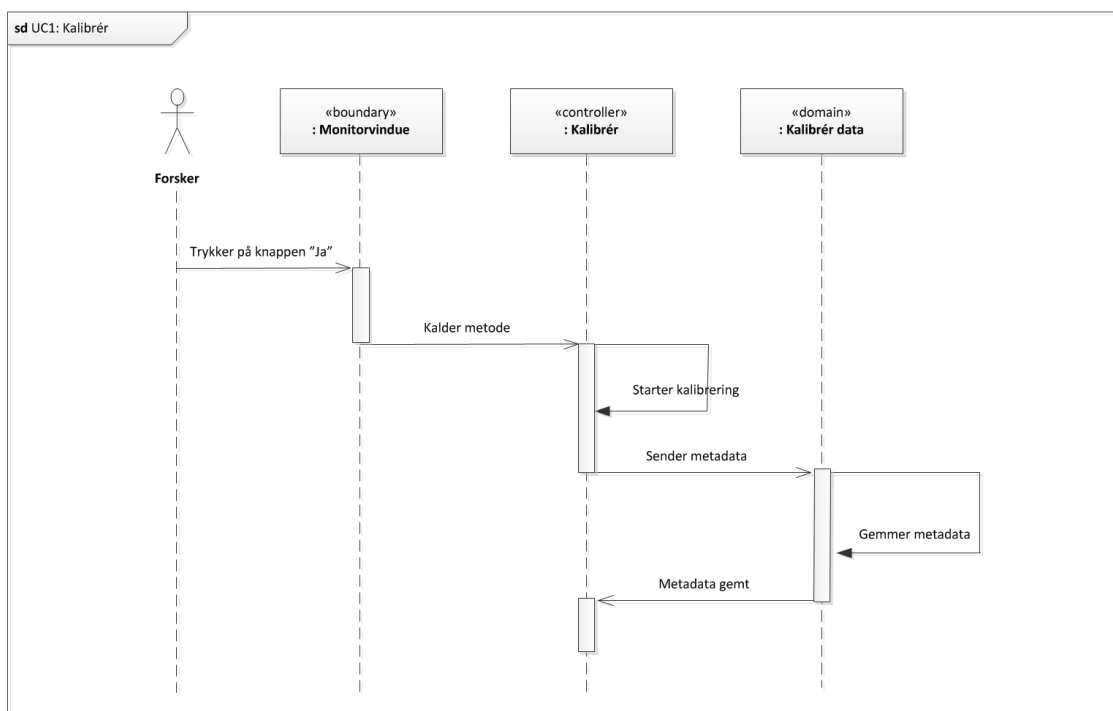 sd UC1: Kalibrér
«boundary»
: Monitorvindue
«controller»
: Kalibrér
«domain»
: Kalibrér data
Forsker
Trykker på knappen ”Ja”
Kalder metode
Starter kalibrering
Sender metadata
Gemmer metadata
Metadata gemt